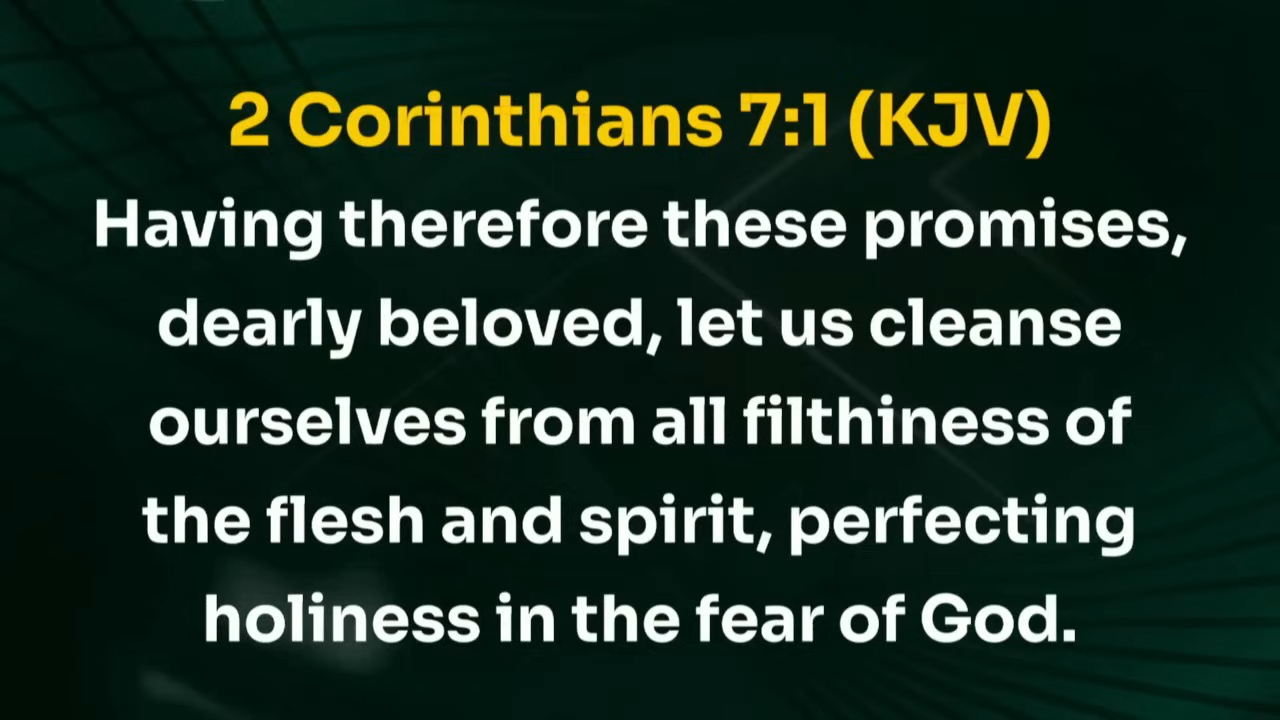 2 Corinthians 7:1 (KJV)
Having therefore these promises,
dearly beloved, let us cleanse
ourselves from all filthiness of
the flesh and spirit, perfecting
holiness in the fear of God.